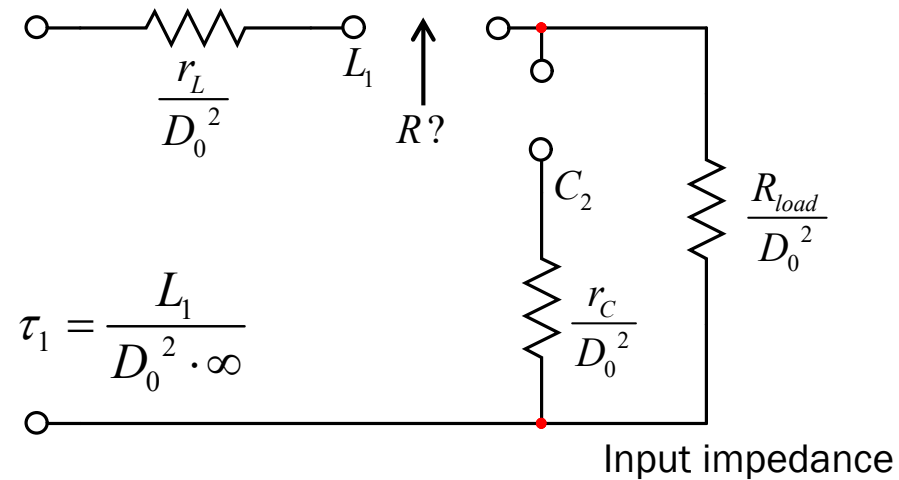 r_L / D_0^2
L_1
R?
C_2
R_load / D_0^2
r_C / D_0^2
τ_1 = L_1 / (D_0^2 · ∞)
Input impedance